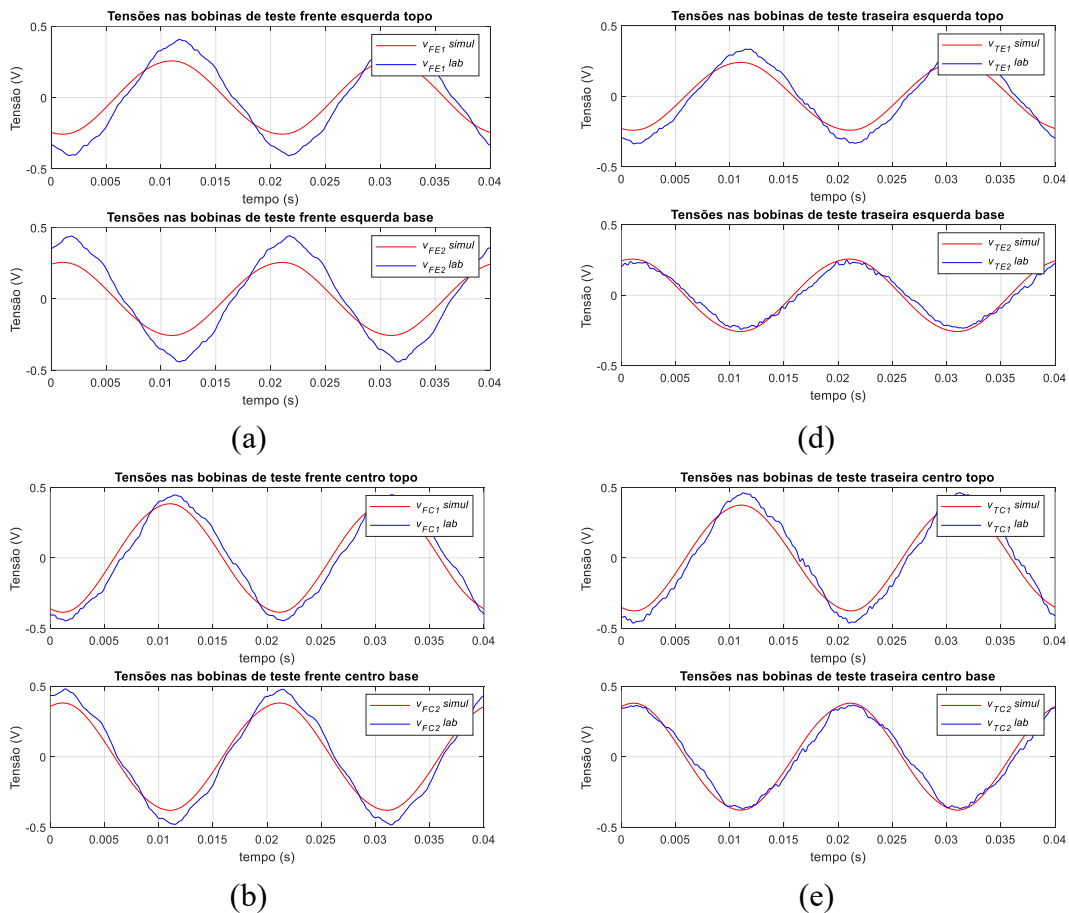 Tensões nas bobinas de teste frente esquerda topo
0.5
0
-0.5
Tensão (V)
v_FE1 simul
v_FE1 lab
0 0.005 0.01 0.015 0.02 0.025 0.03 0.035 0.04
tempo (s)
Tensões nas bobinas de teste frente esquerda base
0.5
0
-0.5
Tensão (V)
v_FE2 simul
v_FE2 lab
0 0.005 0.01 0.015 0.02 0.025 0.03 0.035 0.04
tempo (s)
(a)
Tensões nas bobinas de teste traseira esquerda topo
0.5
0
-0.5
Tensão (V)
v_TE1 simul
v_TE1 lab
0 0.005 0.01 0.015 0.02 0.025 0.03 0.035 0.04
tempo (s)
Tensões nas bobinas de teste traseira esquerda base
0.5
0
-0.5
Tensão (V)
v_TE2 simul
v_TE2 lab
0 0.005 0.01 0.015 0.02 0.025 0.03 0.035 0.04
tempo (s)
(d)
Tensões nas bobinas de teste frente centro topo
0.5
0
-0.5
Tensão (V)
v_FC1 simul
v_FC1 lab
0 0.005 0.01 0.015 0.02 0.025 0.03 0.035 0.04
tempo (s)
Tensões nas bobinas de teste frente centro base
0.5
0
-0.5
Tensão (V)
v_FC2 simul
v_FC2 lab
0 0.005 0.01 0.015 0.02 0.025 0.03 0.035 0.04
tempo (s)
(b)
Tensões nas bobinas de teste traseira centro topo
0.5
0
-0.5
Tensão (V)
v_TC1 simul
v_TC1 lab
0 0.005 0.01 0.015 0.02 0.025 0.03 0.035 0.04
tempo (s)
Tensões nas bobinas de teste traseira centro base
0.5
0
-0.5
Tensão (V)
v_TC2 simul
v_TC2 lab
0 0.005 0.01 0.015 0.02 0.025 0.03 0.035 0.04
tempo (s)
(e)